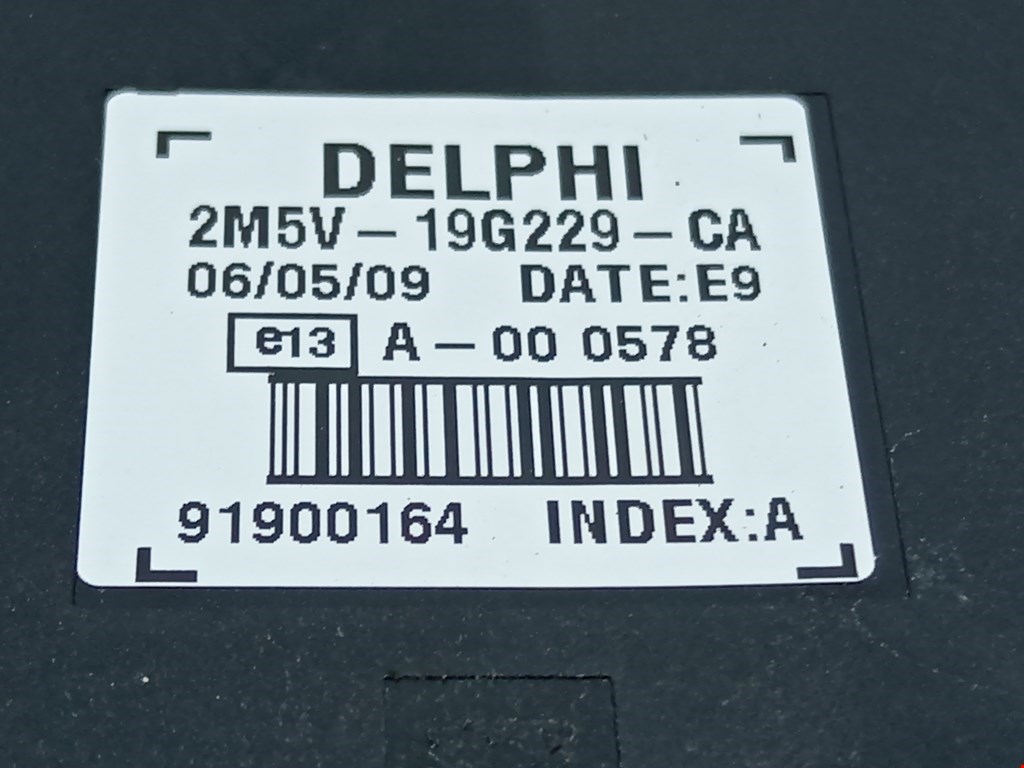 DELPHI
2M5V-19G229-CA
06/05/09 DATE:E9
e13 A-00 0578
91900164 INDEX:A